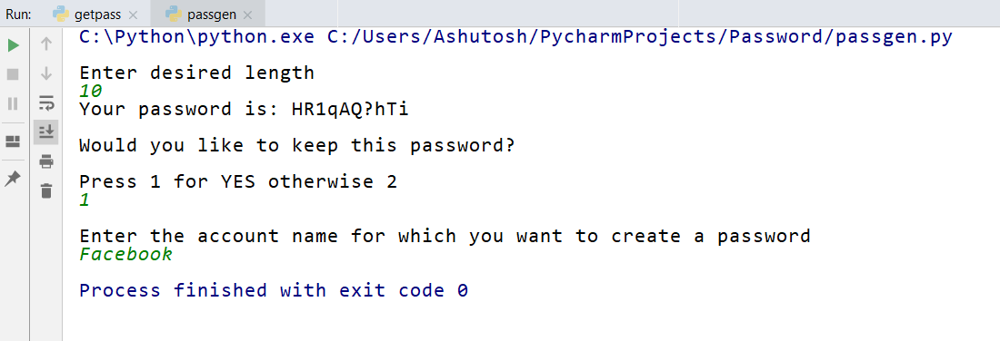 Run: getpass passgen
C:\Python\python.exe C:/Users/Ashutosh/PycharmProjects/Password/passgen.py
Enter desired length
10
Your password is: HR1qAQ?hTi
Would you like to keep this password?
Press 1 for YES otherwise 2
1
Enter the account name for which you want to create a password
Facebook
Process finished with exit code 0